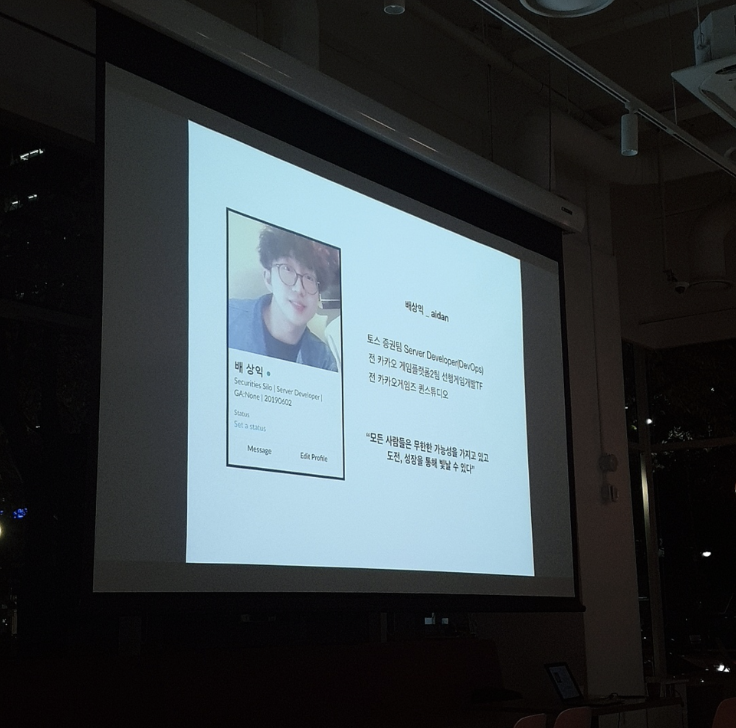 배 상익
Securities Silo | Server Developer |
GA:None | 20190602
Status
Set a status
Message
Edit Profile
배상익 _ aidan
토스 증권팀 Server Developer(DevOps)
전 카카오 게임플랫폼2팀 선행게임개발TF
전 카카오게임즈 퀸스튜디오
“모든 사람들은 무한한 가능성을 가지고 있고
도전, 성장을 통해 빛날 수 있다”